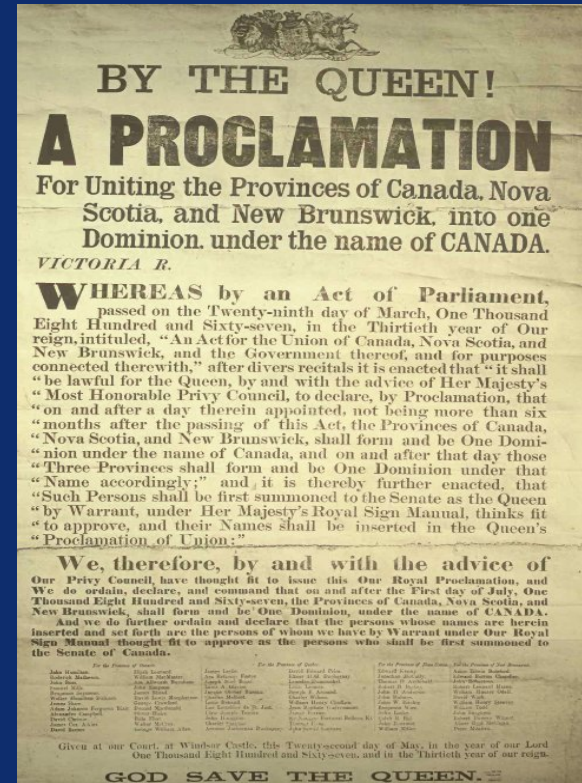 BY THE QUEEN!
A PROCLAMATION
For Uniting the Provinces of Canada, Nova
Scotia, and New Brunswick, into one
Dominion, under the name of CANADA.
VICTORIA R.
WHEREAS by an Act of Parliament,
passed on the Twenty-ninth day of March, One Thousand
Eight Hundred and Sixty-seven, in the Thirtieth year of Our
reign, intituled, “An Act for the Union of Canada, Nova Scotia, and
New Brunswick, and the Government thereof, and for purposes
connected therewith,” after divers recitals it is enacted that “it shall
“be lawful for the Queen, by and with the advice of Her Majesty's
“Most Honorable Privy Council, to declare, by Proclamation, that
“on and after a day therein appointed, not being more than six
“months after the passing of this Act, the Provinces of Canada,
“Nova Scotia, and New Brunswick, shall form and be One Domi-
“nion under the name of Canada, and on and after that day those
“Three Provinces shall form and be One Dominion under that
“Name accordingly;” and it is thereby further enacted, that
“Such Persons shall be first summoned to the Senate as the Queen
“by Warrant, under Her Majesty's Royal Sign Manual, thinks fit
“to approve, and their Names shall be inserted in the Queen's
“Proclamation of Union:”
We, therefore, by and with the advice of
Our Privy Council, have thought fit to issue this Our Royal Proclamation, and
We do ordain, declare, and command that on and after the First day of July, One
Thousand Eight Hundred and Sixty-seven, the Provinces of Canada, Nova Scotia, and
New Brunswick, shall form and be One Dominion, under the name of CANADA.
And we do further ordain and declare that the persons whose names are herein
inserted and set forth are the persons of whom we have by Warrant under Our Royal
Sign Manual thought fit to approve as the persons who shall be first summoned to
the Senate of Canada.
Given at our Court, at Windsor Castle, this Twenty-second day of May, in the year of our Lord
One Thousand Eight Hundred and Sixty-seven, and in the Thirtieth year of our reign.
GOD SAVE THE QUEEN.